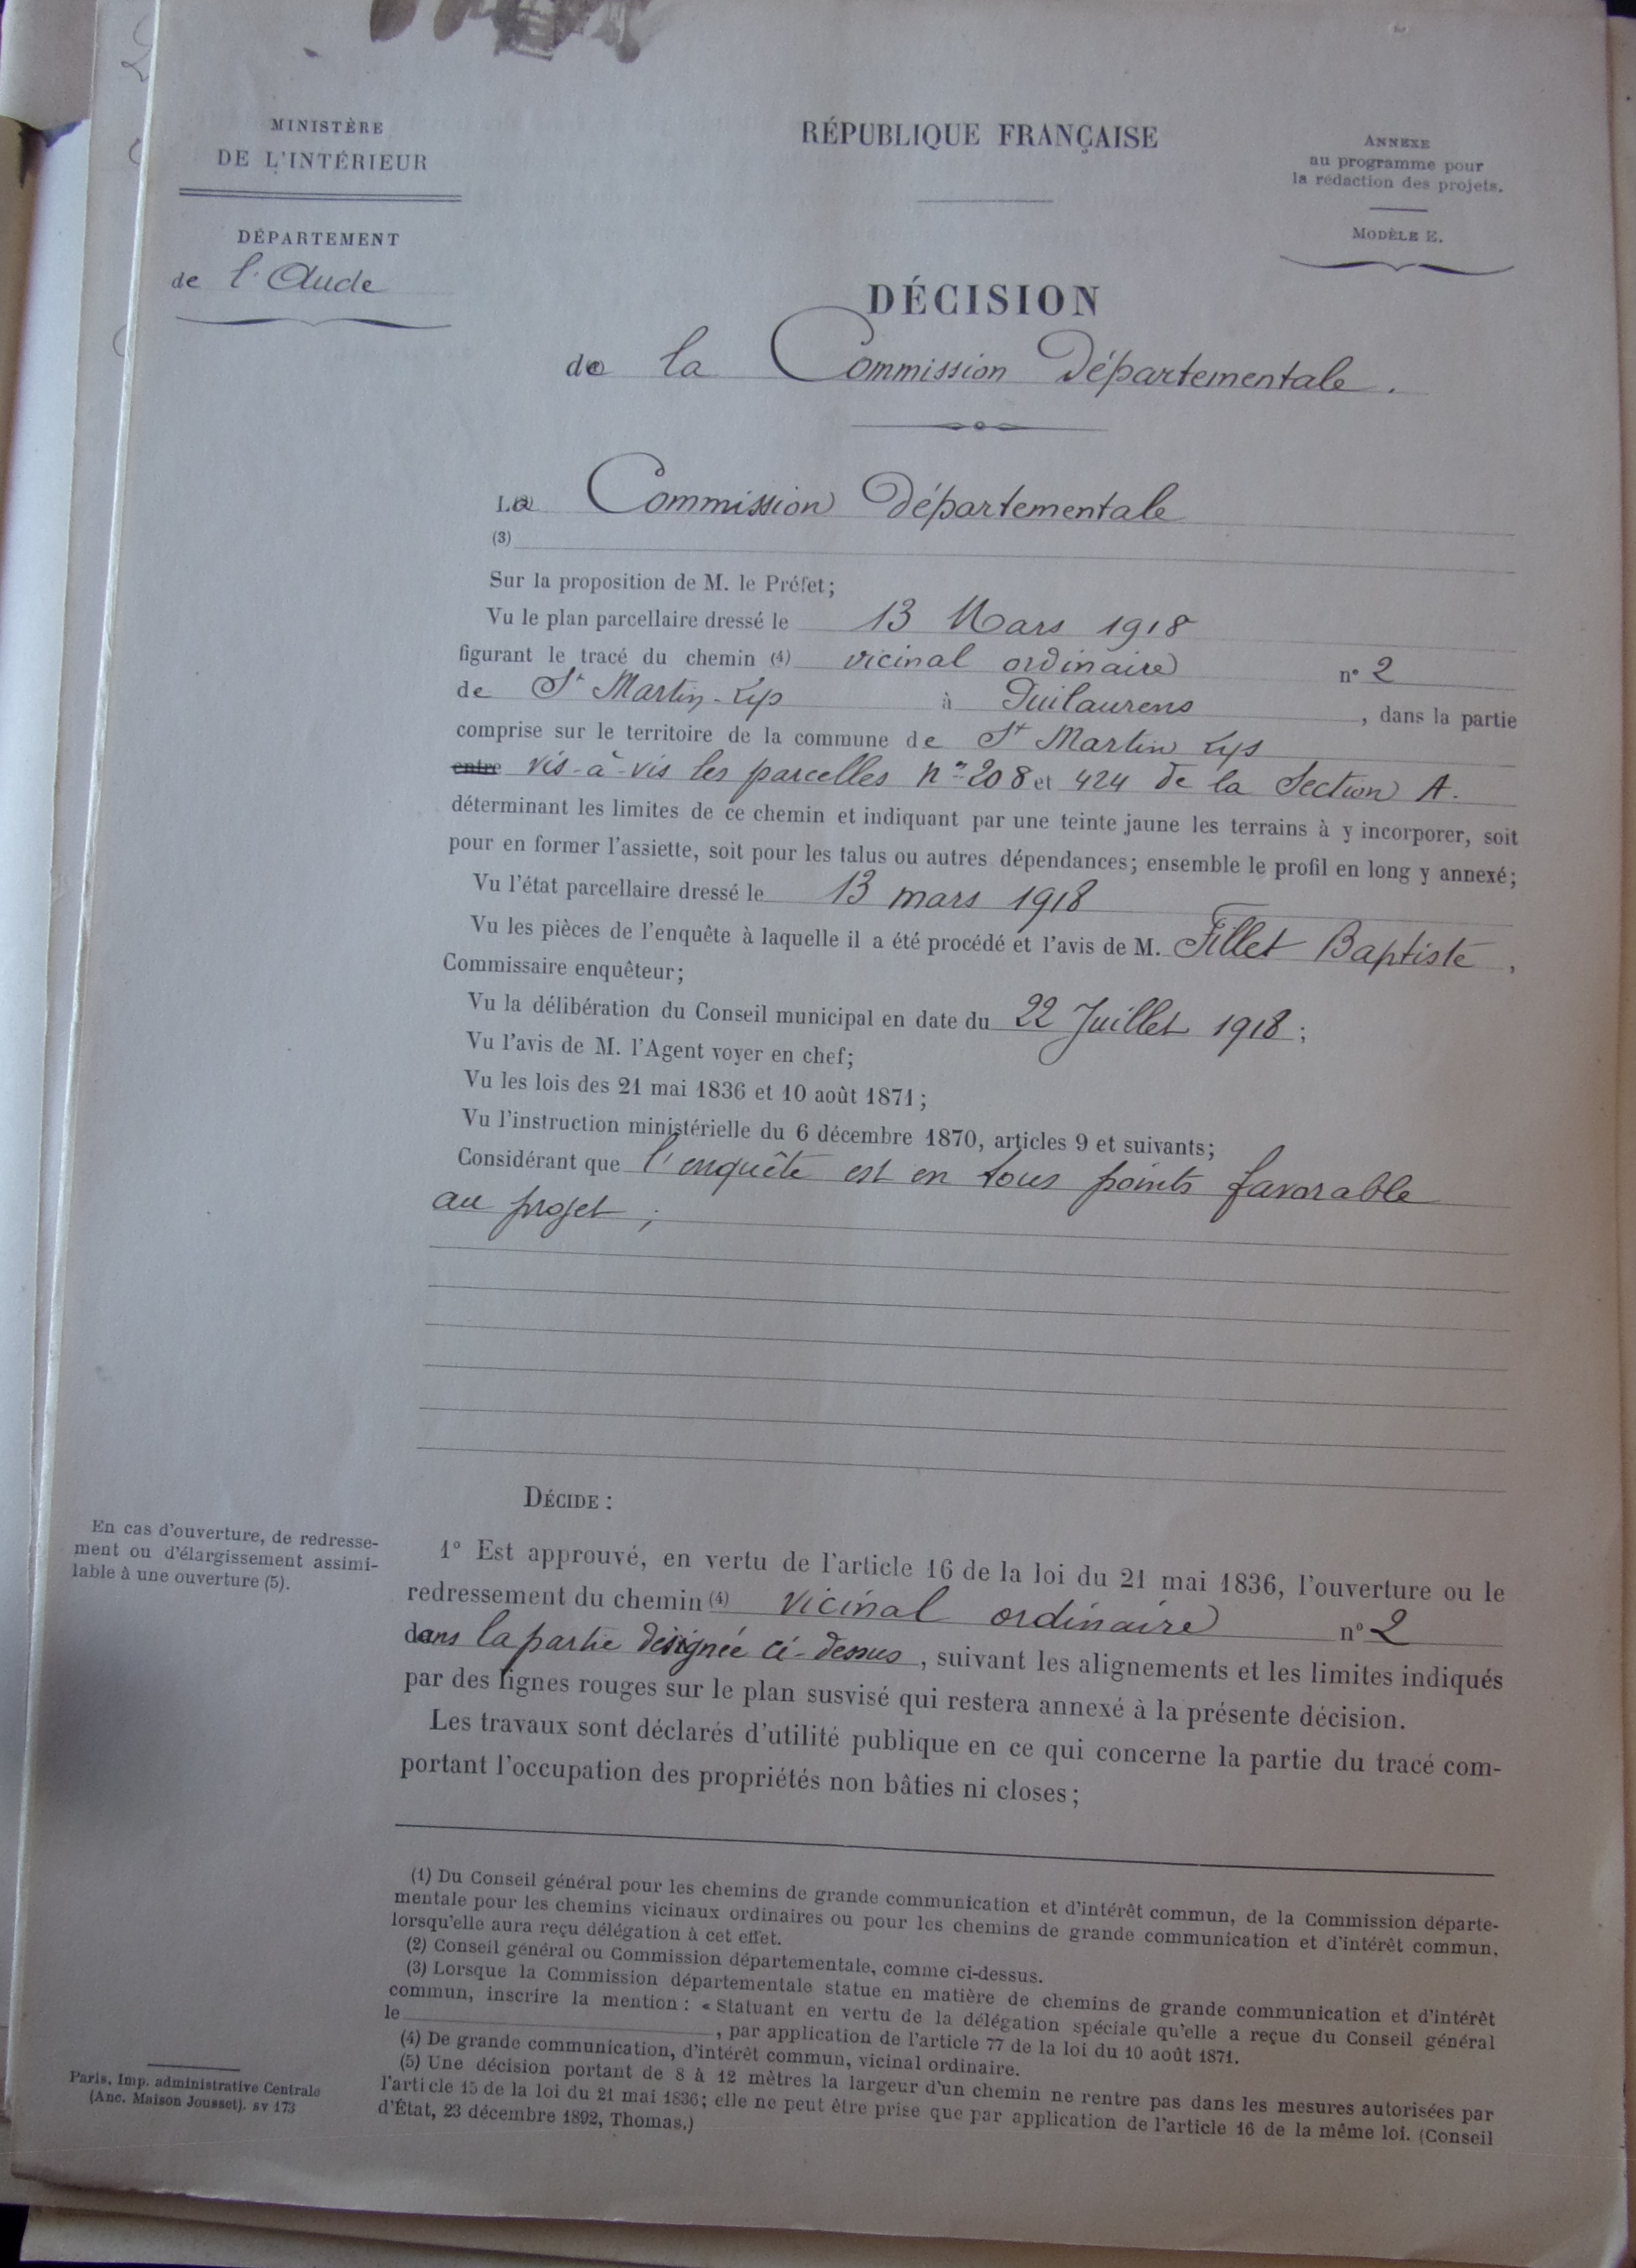 MINISTÈRE
DE L'INTÉRIEUR
DÉPARTEMENT
de l'Aude
RÉPUBLIQUE FRANÇAISE
ANNEXE
au programme pour
la rédaction des projets.
MODÈLE E.
DÉCISION
de la Commission Départementale.
La Commission Départementale
(3)
Sur la proposition de M. le Préfet;
Vu le plan parcellaire dressé le 13 Mars 1918
figurant le tracé du chemin (4) vicinal ordinaire n° 2
de St Martin-Lys à Quilaurens, dans la partie
comprise sur le territoire de la commune de St Martin Lys
entre vis-à-vis les parcelles nos 208 et 424 de la Section A.
déterminant les limites de ce chemin et indiquant par une teinte jaune les terrains à y incorporer, soit
pour en former l'assiette, soit pour les talus ou autres dépendances; ensemble le profil en long y annexé;
Vu l'état parcellaire dressé le 13 mars 1918
Vu les pièces de l'enquête à laquelle il a été procédé et l'avis de M. Fillet Baptiste,
Commissaire enquêteur;
Vu la délibération du Conseil municipal en date du 22 Juillet 1918;
Vu l'avis de M. l'Agent voyer en chef;
Vu les lois des 21 mai 1836 et 10 août 1871;
Vu l'instruction ministérielle du 6 décembre 1870, articles 9 et suivants;
Considérant que l'enquête est en tous points favorable
au projet;
DÉCIDE :
En cas d'ouverture, de redresse-
ment ou d'élargissement assimi-
lable à une ouverture (5).
1° Est approuvé, en vertu de l'article 16 de la loi du 21 mai 1836, l'ouverture ou le
redressement du chemin (4) vicinal ordinaire n° 2
dans la partie désignée ci-dessus, suivant les alignements et les limites indiqués
par des lignes rouges sur le plan susvisé qui restera annexé à la présente décision.
Les travaux sont déclarés d'utilité publique en ce qui concerne la partie du tracé com-
portant l'occupation des propriétés non bâties ni closes;
(1) Du Conseil général pour les chemins de grande communication et d'intérêt commun, de la Commission départe-
mentale pour les chemins vicinaux ordinaires ou pour les chemins de grande communication et d'intérêt commun,
lorsqu'elle aura reçu délégation à cet effet.
(2) Conseil général ou Commission départementale, comme ci-dessus.
(3) Lorsque la Commission départementale statue en matière de chemins de grande communication et d'intérêt
commun, inscrire la mention : « Statuant en vertu de la délégation spéciale qu'elle a reçue du Conseil général
le , par application de l'article 77 de la loi du 10 août 1871.
(4) De grande communication, d'intérêt commun, vicinal ordinaire.
(5) Une décision portant de 8 à 12 mètres la largeur d'un chemin ne rentre pas dans les mesures autorisées par
l'article 15 de la loi du 21 mai 1836; elle ne peut être prise que par application de l'article 16 de la même loi. (Conseil
d'État, 23 décembre 1892, Thomas.)
Paris, Imp. administrative Centrale
(Anc. Maison Jousset). sv 173